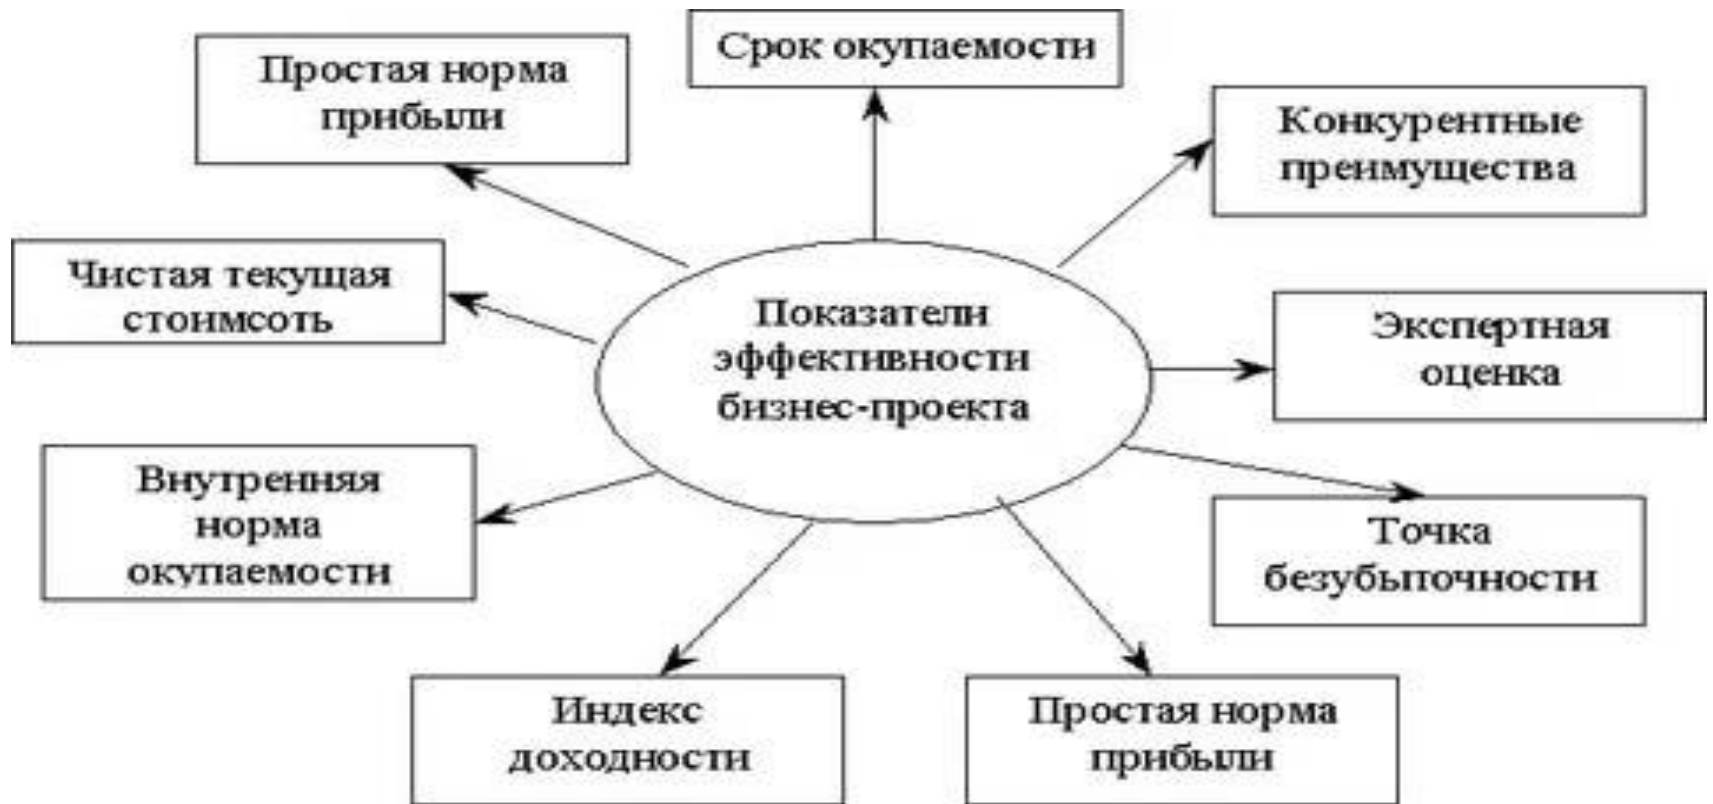 Срок окупаемости
Простая норма
прибыли
Конкурентные
преимущества
Чистая текущая
стоимсоть
Показатели
эффективности
бизнес-проекта
Экспертная
оценка
Внутренняя
норма
окупаемости
Точка
безубыточности
Индекс
доходности
Простая норма
прибыли